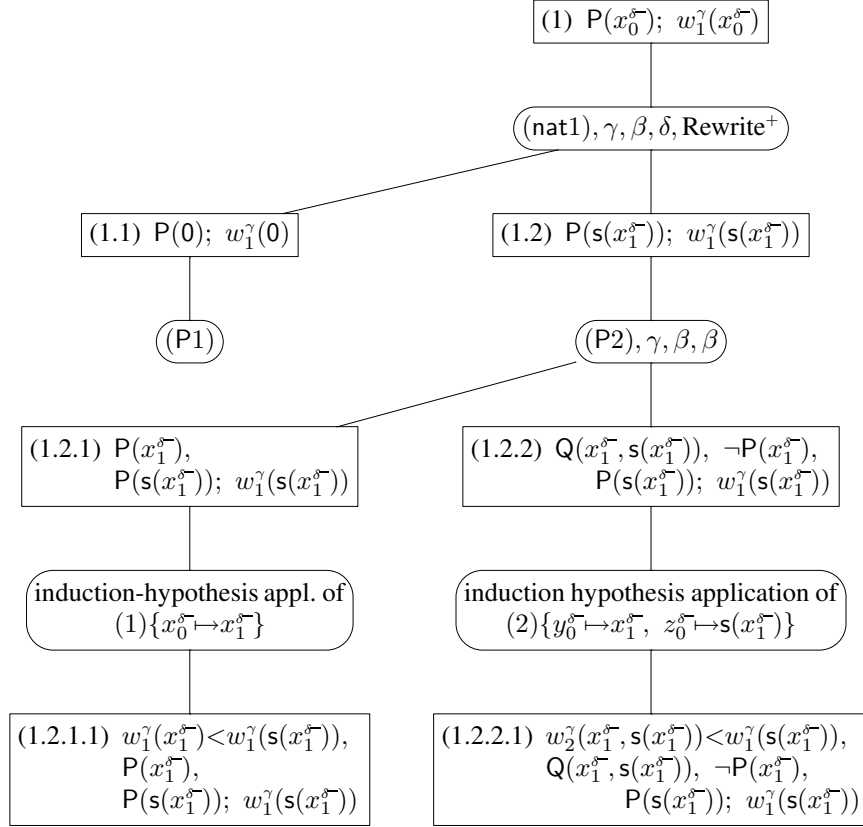 (1) P(x₀^δ⁻); w₁^γ(x₀^δ⁻)
(nat1), γ, β, δ, Rewrite⁺
(1.1) P(0); w₁^γ(0)
(1.2) P(s(x₁^δ⁻)); w₁^γ(s(x₁^δ⁻))
(P1)
(P2), γ, β, β
(1.2.1) P(x₁^δ⁻),
P(s(x₁^δ⁻)); w₁^γ(s(x₁^δ⁻))
(1.2.2) Q(x₁^δ⁻, s(x₁^δ⁻)), ¬P(x₁^δ⁻),
P(s(x₁^δ⁻)); w₁^γ(s(x₁^δ⁻))
induction-hypothesis appl. of
(1){x₀^δ⁻↦x₁^δ⁻}
induction hypothesis application of
(2){y₀^δ⁻↦x₁^δ⁻, z₀^δ⁻↦s(x₁^δ⁻)}
(1.2.1.1) w₁^γ(x₁^δ⁻)<w₁^γ(s(x₁^δ⁻)),
P(x₁^δ⁻),
P(s(x₁^δ⁻)); w₁^γ(s(x₁^δ⁻))
(1.2.2.1) w₂^γ(x₁^δ⁻, s(x₁^δ⁻))<w₁^γ(s(x₁^δ⁻)),
Q(x₁^δ⁻, s(x₁^δ⁻)), ¬P(x₁^δ⁻),
P(s(x₁^δ⁻)); w₁^γ(s(x₁^δ⁻))